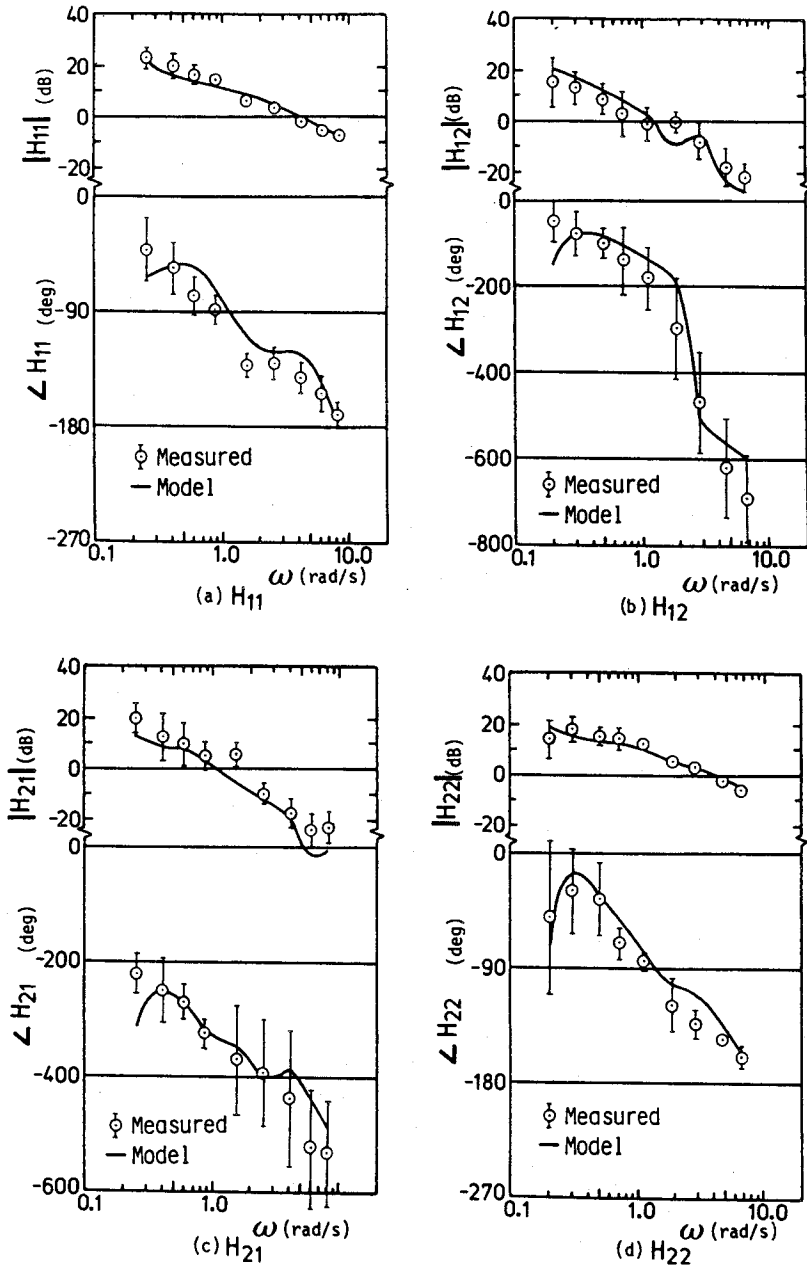 40
20
0
-20
|H11| (dB)
0
-90
-180
-270
∠ H11 (deg)
Measured
Model
0.1
1.0
10.0
ω (rad/s)
(a) H11
40
20
0
-20
|H12| (dB)
0
-200
-400
-600
-800
∠ H12 (deg)
Measured
Model
0.1
1.0
10.0
ω (rad/s)
(b) H12
40
20
0
-20
|H21| (dB)
0
-200
-400
-600
∠ H21 (deg)
Measured
Model
0.1
1.0
10.0
ω (rad/s)
(c) H21
40
20
0
-20
|H22| (dB)
0
-90
-180
-270
∠ H22 (deg)
Measured
Model
0.1
1.0
10.0
ω (rad/s)
(d) H22